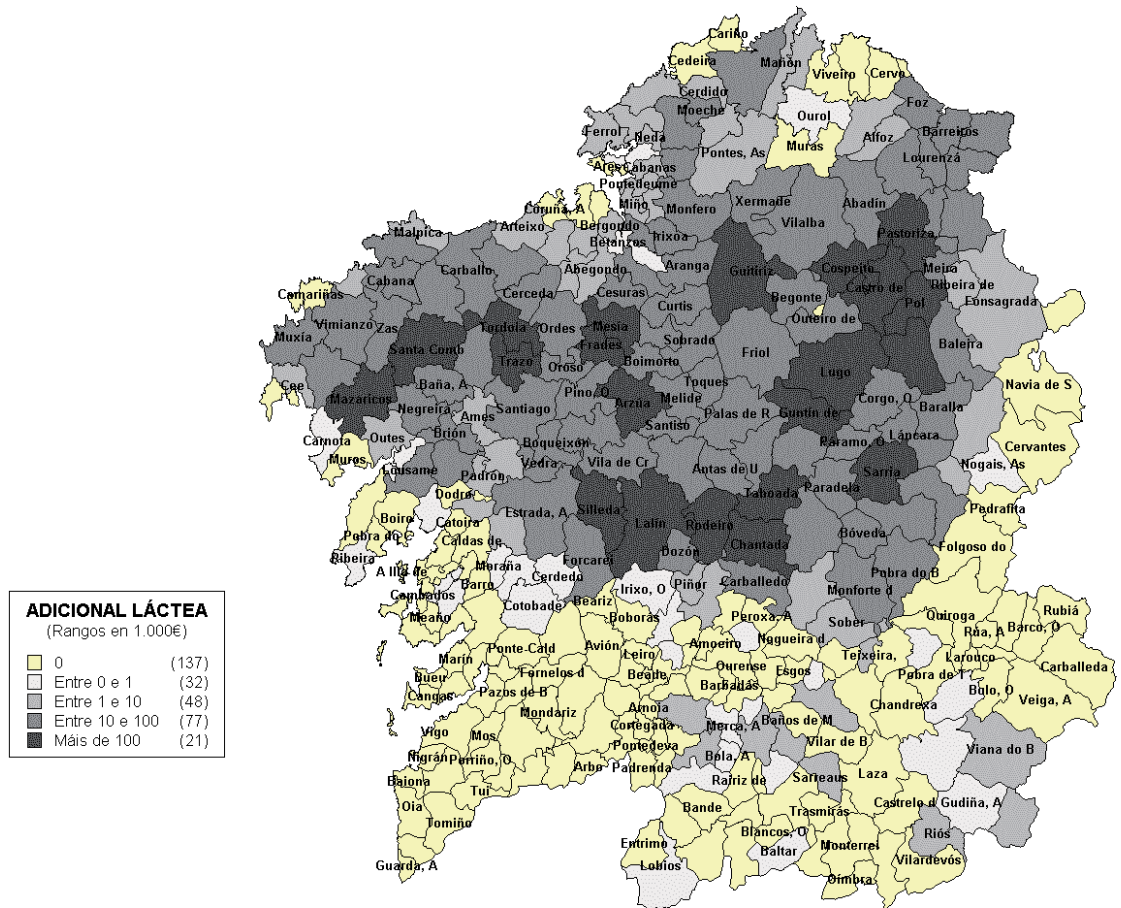 Cariño
Cedeira
Mañón
Viveiro
Cervo
Cerdido
Moeche
Ourol
Foz
Ferrol
Neda
Pontes, As
Muras
Alfoz
Barreiros
Lourenzá
Ares
Cabanas
Pontedeume
Coruña, A
Miño
Monfero
Xermade
Abadín
Vilalba
Malpica
Arteixo
Bergondo
Betanzos
Irixoa
Pastoriza
Carballo
Abegondo
Aranga
Guitiriz
Cospeito
Meira
Cabana
Camariñas
Cerceda
Cesuras
Castro de
Ribeira de
Fonsagrada
Curtis
Begonte
Pol
Vimianzo
Zas
Tordoia
Ordes
Mesía
Outeiro de
Muxía
Santa Comb
Frades
Sobrado
Friol
Baleira
Trazo
Oroso
Boimorto
Lugo
Cee
Baña, A
Pino, O
Toques
Navia de S
Mazaricos
Negreira
Ames
Santiago
Arzúa
Melide
Palas de R
Guntín de
Corgo, O
Baralla
Santiso
Carnota
Outes
Brión
Boqueixón
Páramo, O
Láncara
Cervantes
Muros
Lousame
Padrón
Vedra
Vila de Cr
Antas de U
Sarria
Nogais, As
Dodro
Taboada
Paradela
Boiro
Estrada, A
Silleda
Pedrafita
Pobra do C
Catoira
Lalín
Rodeiro
Chantada
Bóveda
Caldas de
Forcarei
Dozón
Folgoso do
Ribeira
A Illa de
Moraña
Cerdedo
Irixo, O
Piñor
Carballedo
Pobra do B
Barro
Monforte d
Cambados
Cotobade
Beariz
Meaño
Boborás
Peroxa, A
Sober
Quiroga
Rubiá
Marín
Ponte-Cald
Avión
Leiro
Amoeiro
Nogueira d
Rúa, A
Barco, O
Bueu
Fornelos d
Beade
Ourense
Esgos
Teixeira,
Larouco
Carballeda
Cangas
Pazos de B
Barbadás
Pobra de T
Bolo, O
Mondariz
Arnoia
Chandrexa
Veiga, A
Vigo
Mos
Cortegada
Merca, A
Baños de M
Nigrán
Porriño, O
Pontedeva
Bola, A
Vilar de B
Viana do B
Baiona
Arbo
Padrenda
Rairiz de
Sarreaus
Laza
Oia
Tui
Bande
Trasmirás
Castrelo d
Gudiña, A
Tomiño
Entrimo
Blancos, O
Monterrei
Riós
Guarda, A
Lobios
Baltar
Vilardevós
Oímbra
ADICIONAL LÁCTEA
(Rangos en 1.000€)
0 (137)
Entre 0 e 1 (32)
Entre 1 e 10 (48)
Entre 10 e 100 (77)
Máis de 100 (21)